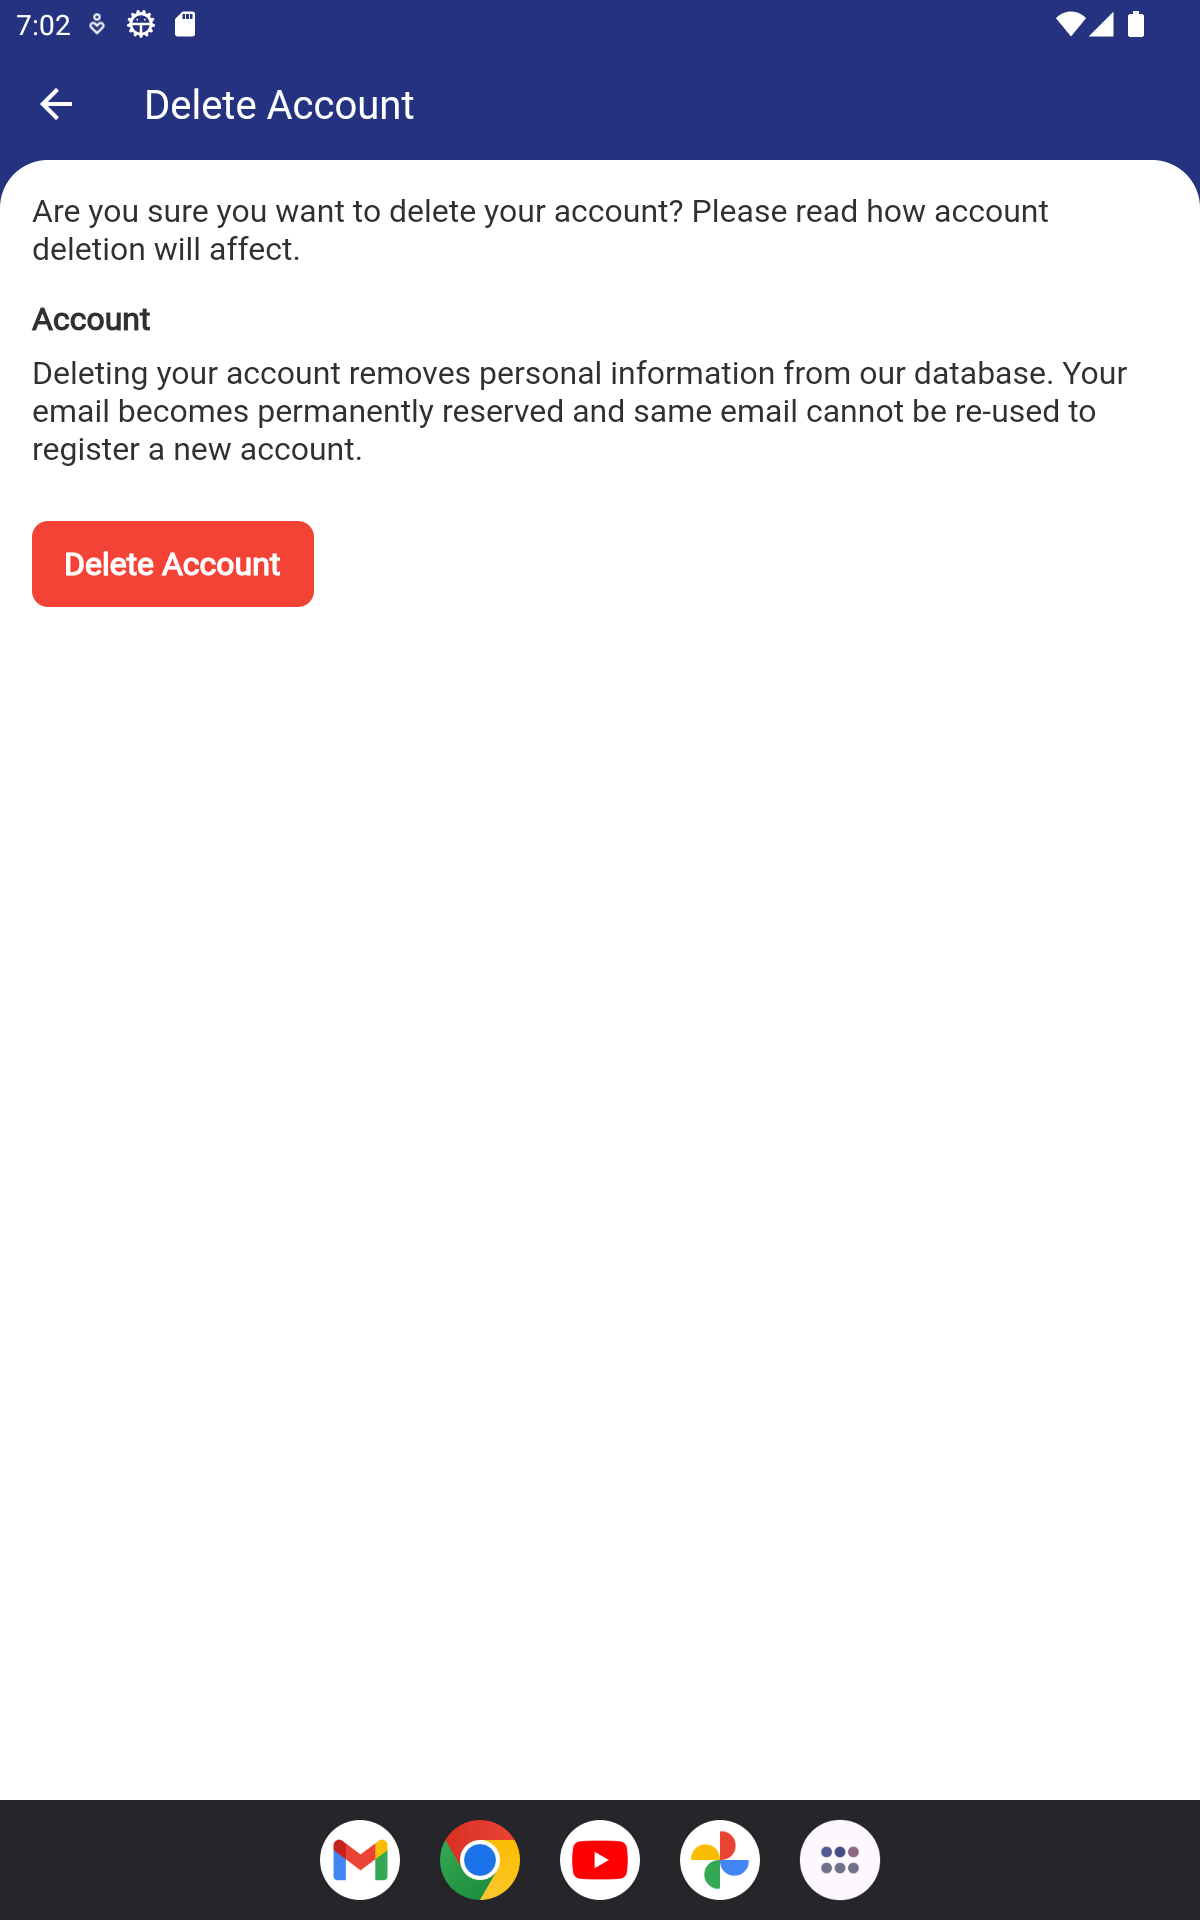 7:02
Delete Account
Are you sure you want to delete your account? Please read how account
deletion will affect.
Account
Deleting your account removes personal information from our database. Your
email becomes permanently reserved and same email cannot be re-used to
register a new account.
Delete Account